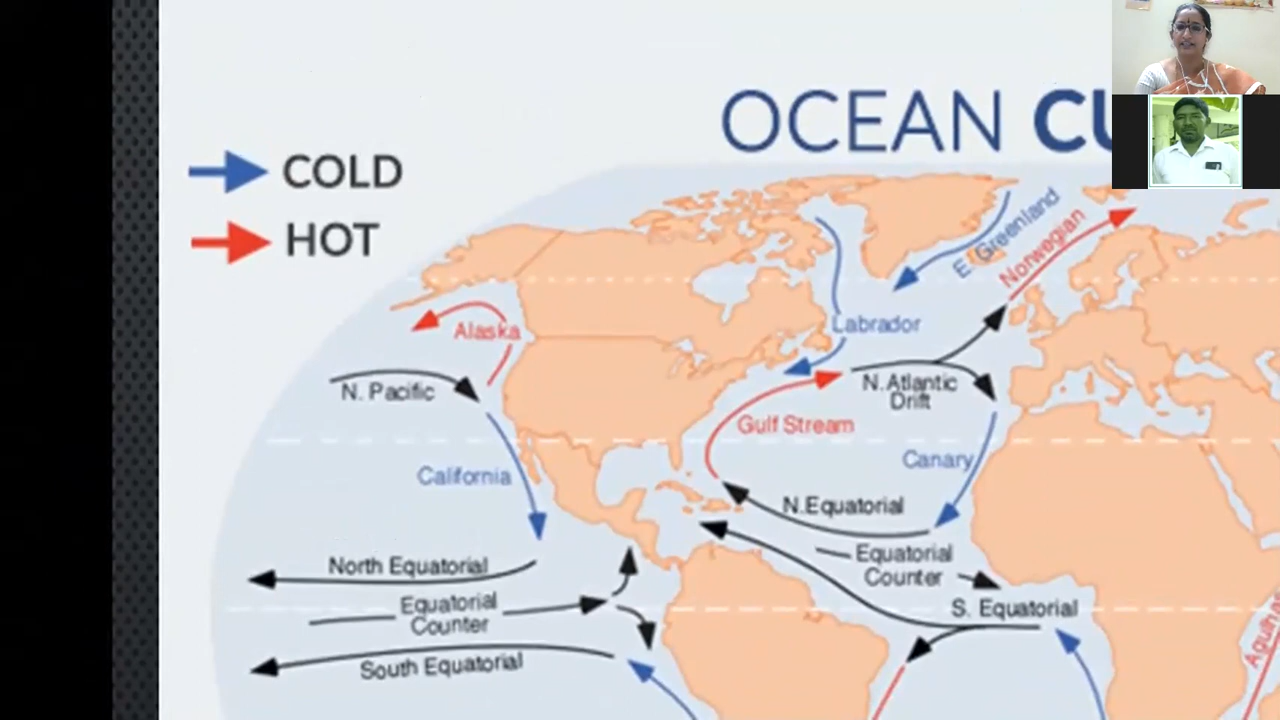 OCEAN CU
COLD
HOT
E. Greenland
Norwegian
Labrador
Alaska
N. Pacific
N. Atlantic
Drift
Gulf Stream
California
Canary
N. Equatorial
North Equatorial
Equatorial
Counter
Equatorial
Counter
S. Equatorial
South Equatorial